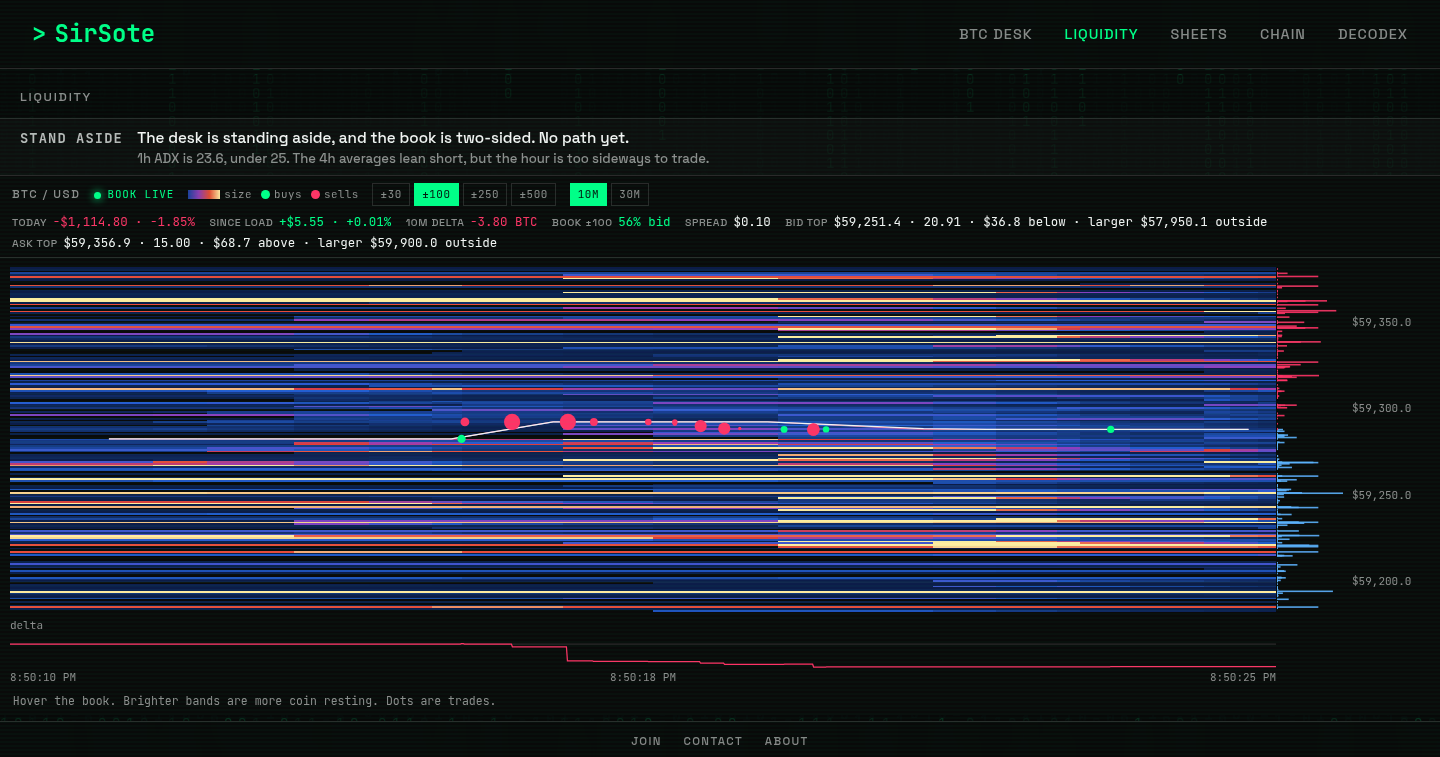 > SirSote
BTC DESK LIQUIDITY SHEETS CHAIN DECODEX
LIQUIDITY
STAND ASIDE The desk is standing aside, and the book is two-sided. No path yet.
1h ADX is 23.6, under 25. The 4h averages lean short, but the hour is too sideways to trade.
BTC / USD BOOK LIVE size buys sells ±30 ±100 ±250 ±500 10M 30M
TODAY -$1,114.80 · -1.85% SINCE LOAD +$5.55 · +0.01% 10M DELTA -3.80 BTC BOOK ±100 56% bid SPREAD $0.10 BID TOP $59,251.4 · 20.91 · $36.8 below · larger $57,950.1 outside
ASK TOP $59,356.9 · 15.00 · $68.7 above · larger $59,900.0 outside
$59,350.0
$59,300.0
$59,250.0
$59,200.0
delta
8:50:10 PM 8:50:18 PM 8:50:25 PM
Hover the book. Brighter bands are more coin resting. Dots are trades.
JOIN CONTACT ABOUT